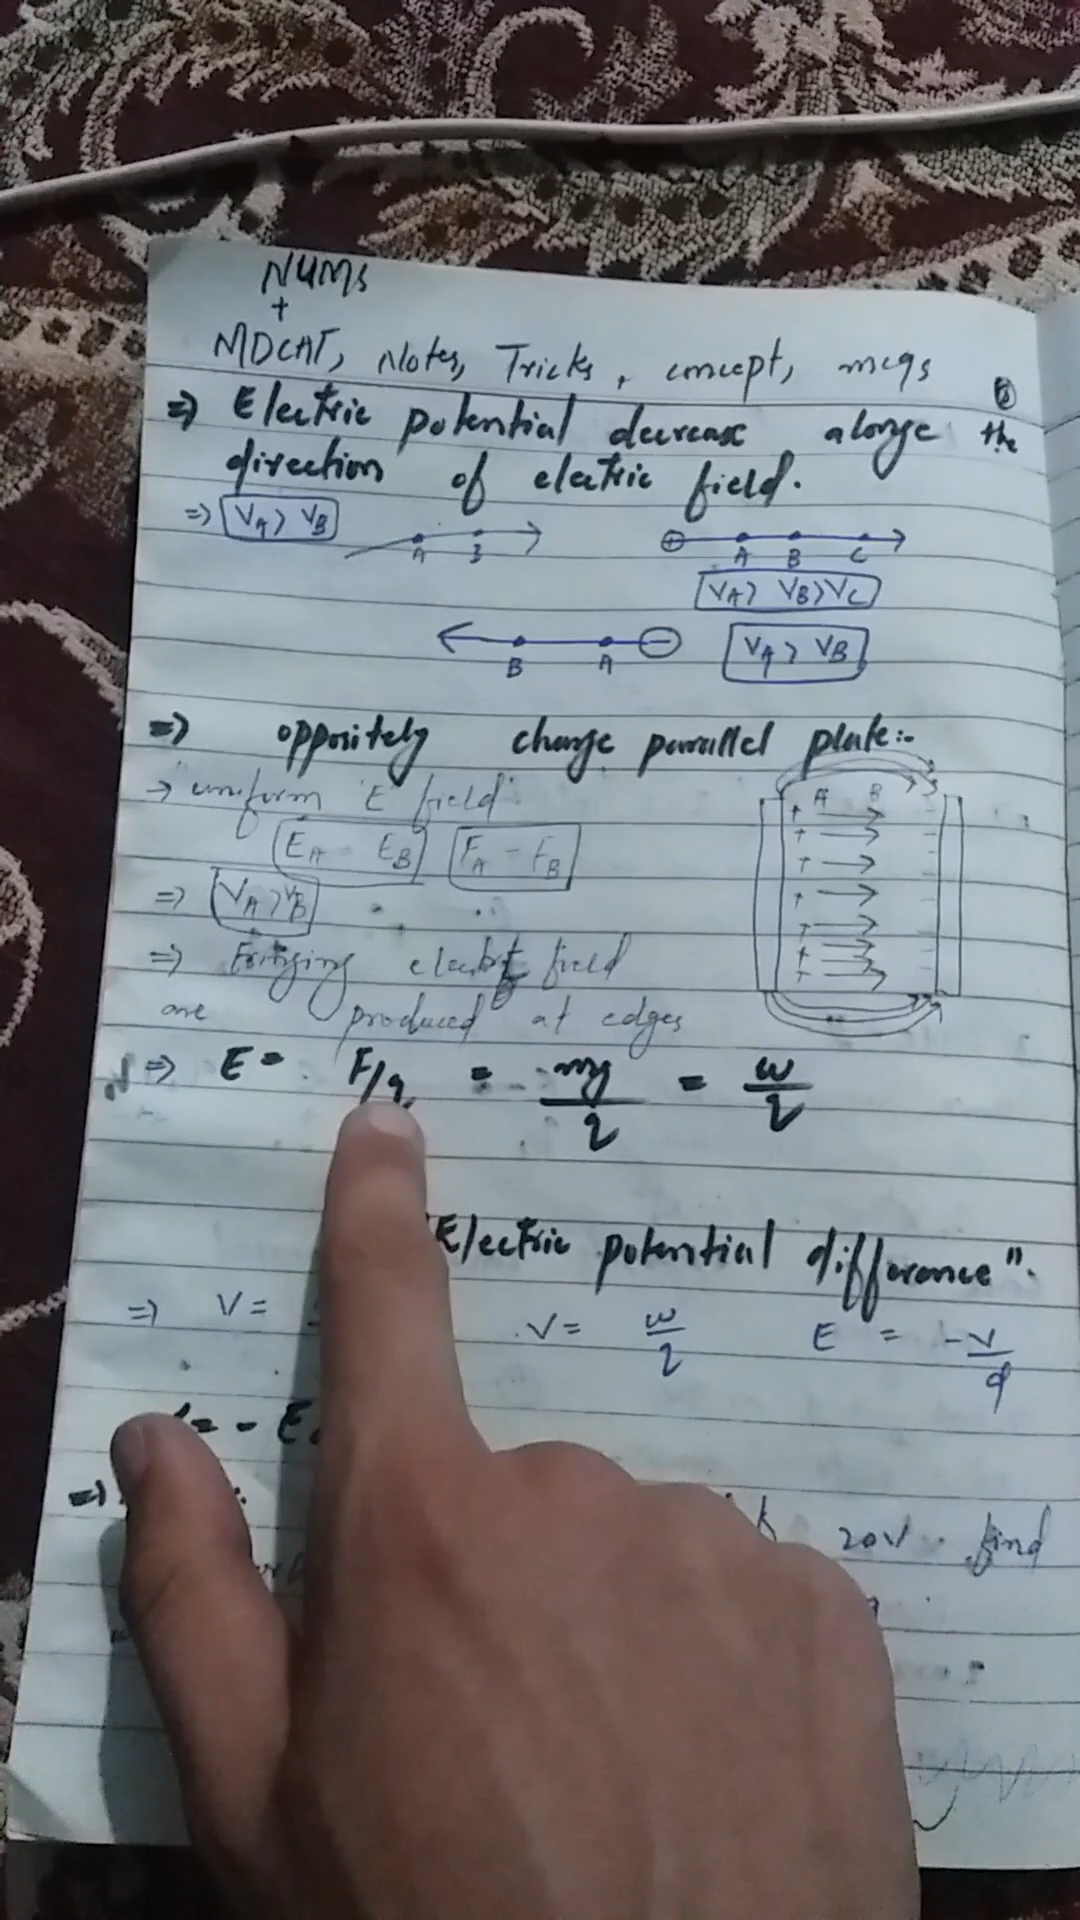 NUMS
+
MDCAT, Notes, Tricks, concept, mcqs
⇒ Electric potential decrease alonge the
direction of electric field.
⇒ VA > VB
A B
+ A B C
VA > VB > VC
B A −
VA > VB
⇒ oppositely charge parallel plate:-
→ "uniform E field"
EA = EB FA = FB
A B
⇒ VA > VB
⇒ Fringing electric field
are produced at edges
⇒ E = F/q = mg/q = w/q
"Electric potential difference".
⇒ V = V = w/q E = -v/d
= - E
⇒ 20V find